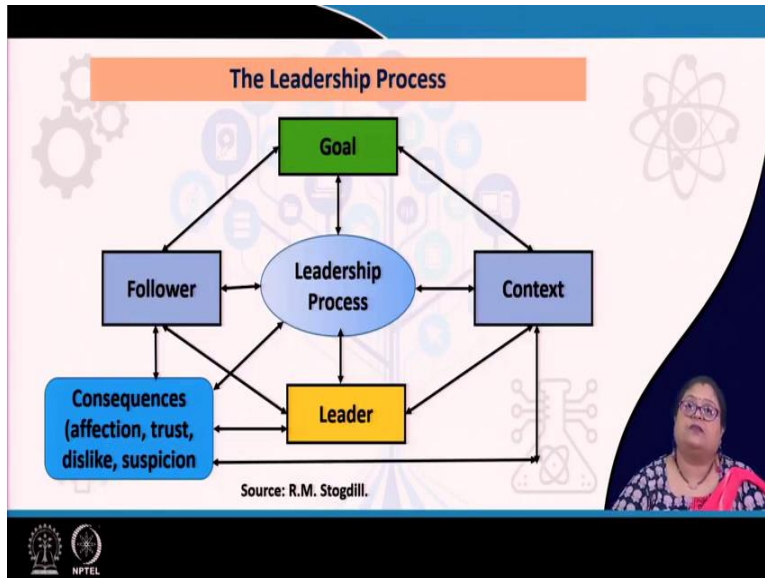 The Leadership Process
Goal
Follower
Leadership
Process
Context
Consequences
(affection, trust,
dislike, suspicion
Leader
Source: R.M. Stogdill.
NPTEL